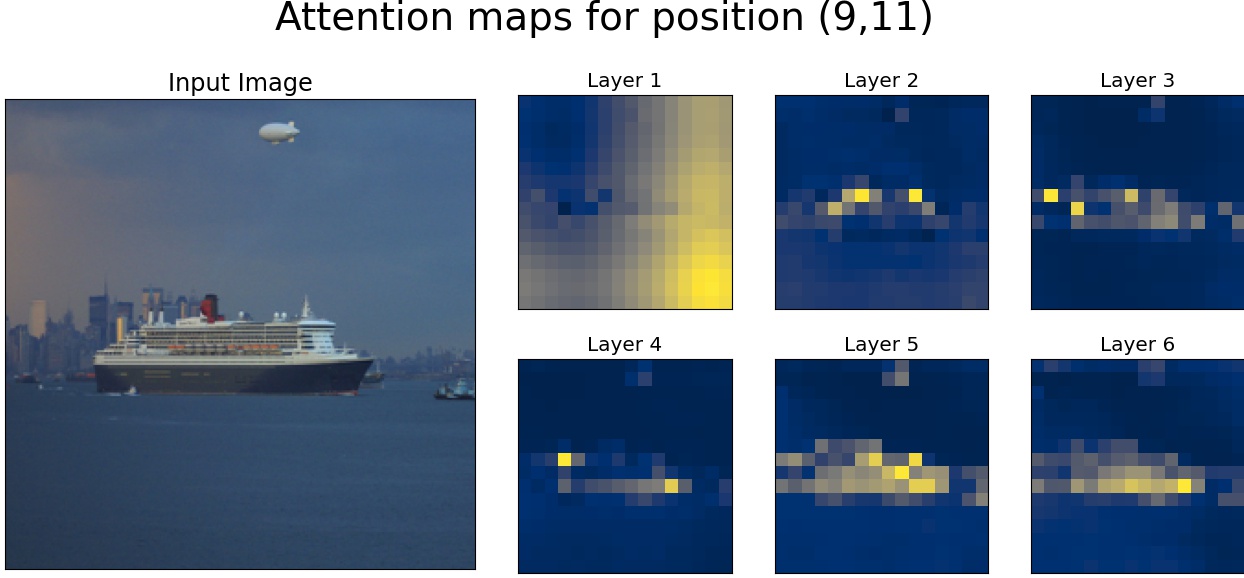 Attention maps for position (9,11)
Input Image
Layer 1
Layer 2
Layer 3
Layer 4
Layer 5
Layer 6